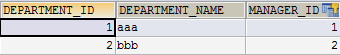 DEPARTMENT_ID DEPARTMENT_NAME MANAGER_ID
1 aaa 1
2 bbb 2